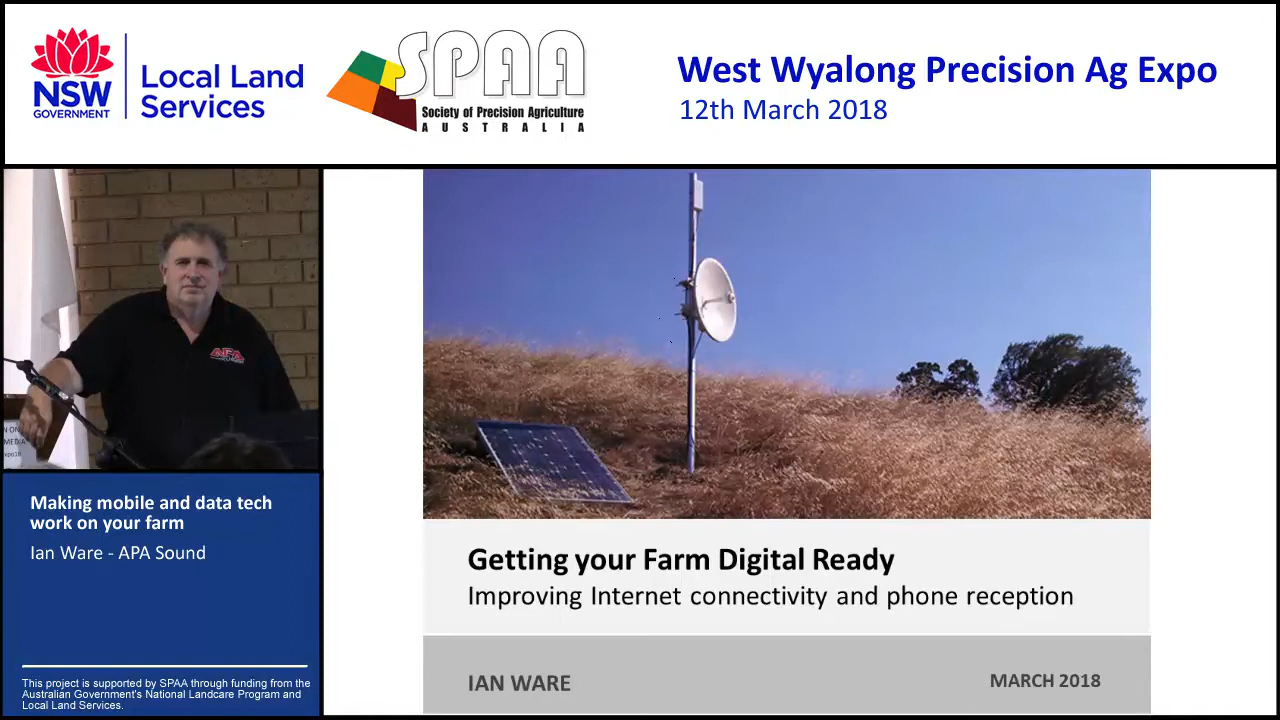 NSW
GOVERNMENT
Local Land
Services
SPAA
Society of Precision Agriculture
AUSTRALIA
West Wyalong Precision Ag Expo
12th March 2018
APA
Making mobile and data tech
work on your farm
Ian Ware - APA Sound
This project is supported by SPAA through funding from the
Australian Government's National Landcare Program and
Local Land Services.
Getting your Farm Digital Ready
Improving Internet connectivity and phone reception
IAN WARE
MARCH 2018